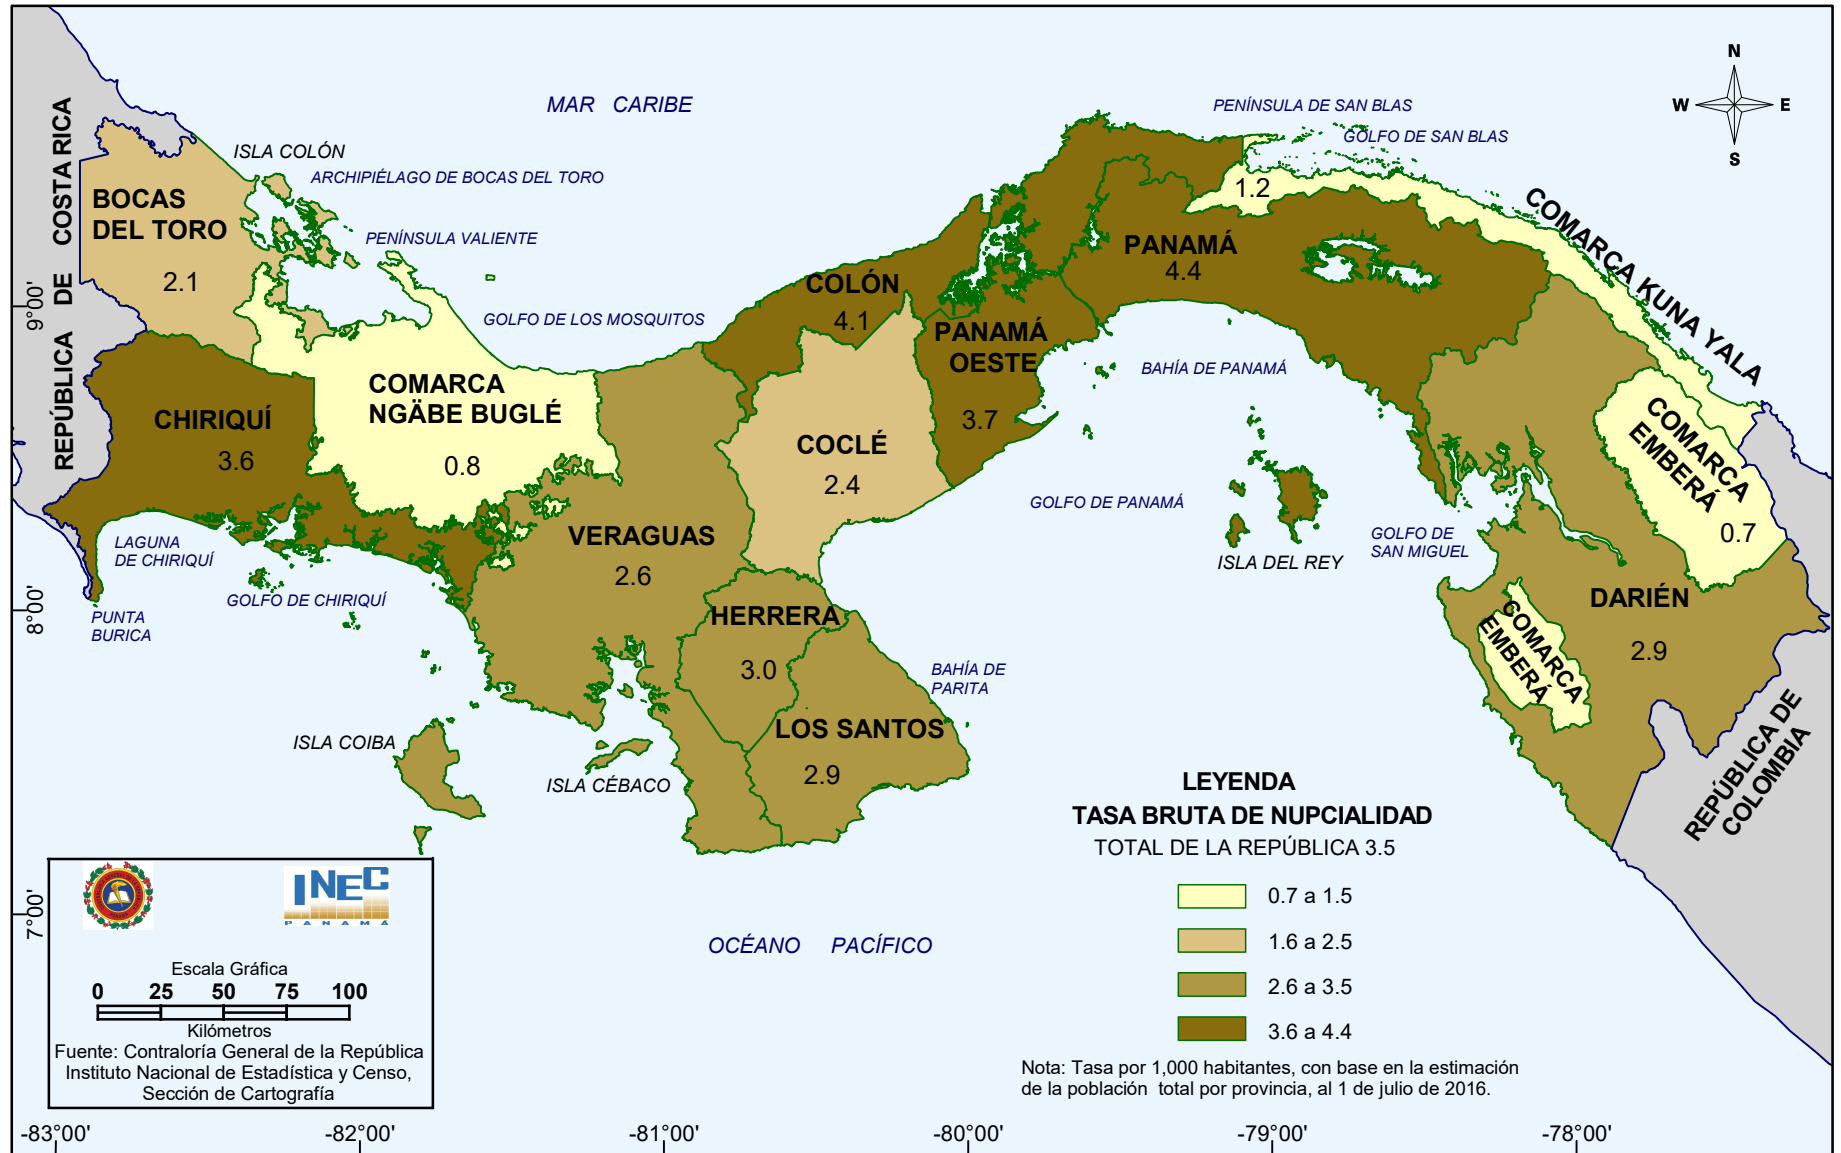 N
W
E
S
MAR CARIBE
PENÍNSULA DE SAN BLAS
GOLFO DE SAN BLAS
REPÚBLICA DE COSTA RICA
ISLA COLÓN
ARCHIPIÉLAGO DE BOCAS DEL TORO
BOCAS
DEL TORO
2.1
PENÍNSULA VALIENTE
GOLFO DE LOS MOSQUITOS
1.2
COMARCA KUNA YALA
PANAMÁ
4.4
COLÓN
4.1
PANAMÁ
OESTE
3.7
BAHÍA DE PANAMÁ
COMARCA
NGÄBE BUGLÉ
0.8
CHIRIQUÍ
3.6
COCLÉ
2.4
COMARCA
EMBERÁ
0.7
GOLFO DE PANAMÁ
GOLFO DE
SAN MIGUEL
ISLA DEL REY
VERAGUAS
2.6
LAGUNA
DE CHIRIQUÍ
GOLFO DE CHIRIQUÍ
PUNTA
BURICA
HERRERA
3.0
DARIÉN
2.9
COMARCA
EMBERÁ
BAHÍA DE
PARITA
LOS SANTOS
2.9
ISLA COIBA
ISLA CÉBACO
REPÚBLICA DE
COLOMBIA
LEYENDA
TASA BRUTA DE NUPCIALIDAD
TOTAL DE LA REPÚBLICA 3.5
0.7 a 1.5
1.6 a 2.5
2.6 a 3.5
3.6 a 4.4
Nota: Tasa por 1,000 habitantes, con base en la estimación
de la población total por provincia, al 1 de julio de 2016.
OCÉANO PACÍFICO
INEC
PANAMÁ
Escala Gráfica
0 25 50 75 100
Kilómetros
Fuente: Contraloría General de la República
Instituto Nacional de Estadística y Censo,
Sección de Cartografía
9°00'
8°00'
7°00'
-83°00' -82°00' -81°00' -80°00' -79°00' -78°00'